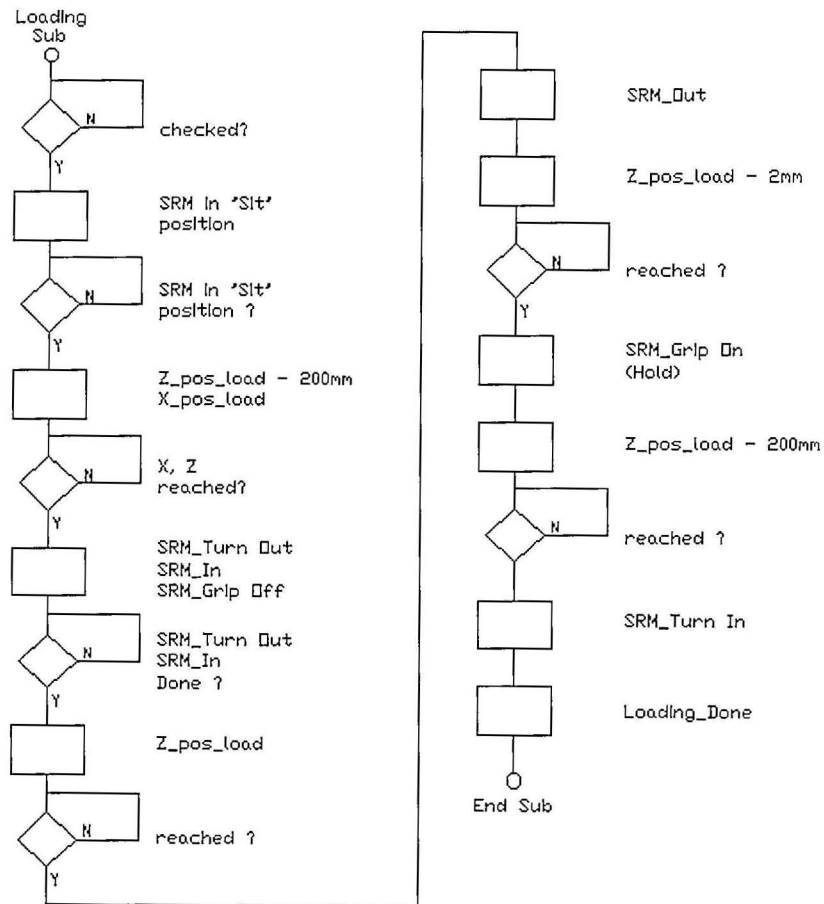 Loading
Sub
N
checked?
Y
SRM in 'Sit'
position
N
SRM in 'Sit'
position ?
Y
Z_pos_load - 200mm
X_pos_load
N
X, Z
reached?
Y
SRM_Turn Out
SRM_In
SRM_Grip Off
SRM_Turn Out
N
SRM_In
Done ?
Y
Z_pos_load
N
reached ?
Y
SRM_Out
Z_pos_load - 2mm
N
reached ?
Y
SRM_Grip On
(Hold)
Z_pos_load - 200mm
N
reached ?
Y
SRM_Turn In
Loading_Done
End Sub